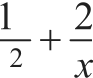 1/2 + 2/x